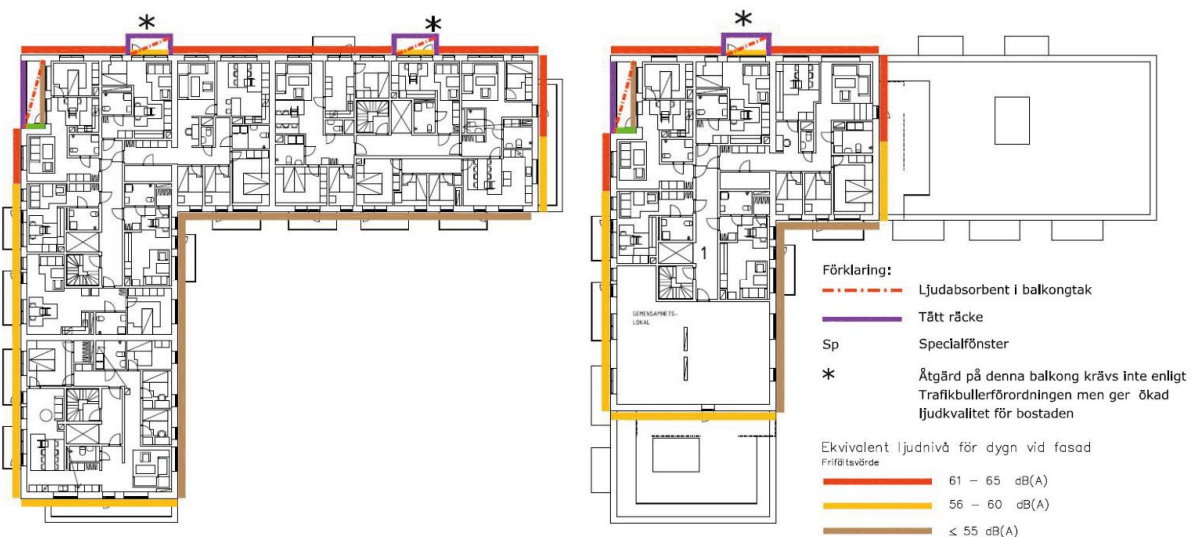 *
*
*
1
GEMENSAMHETS-
LOKAL
Förklaring:
Ljudabsorbent i balkongtak
Tätt räcke
Sp Specialfönster
* Åtgärd på denna balkong krävs inte enligt
Trafikbullerförordningen men ger ökad
ljudkvalitet för bostaden
Ekvivalent ljudnivå för dygn vid fasad
Frifältsvärde
61 – 65 dB(A)
56 – 60 dB(A)
≤ 55 dB(A)